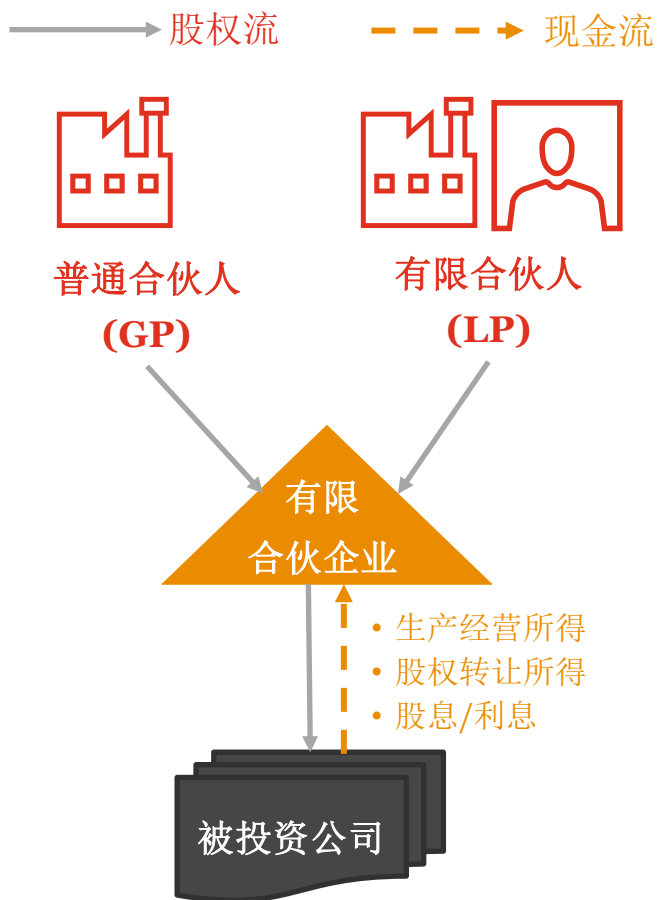 股权流
现金流
普通合伙人
(GP)
有限合伙人
(LP)
有限
合伙企业
• 生产经营所得
• 股权转让所得
• 股息/利息
被投资公司